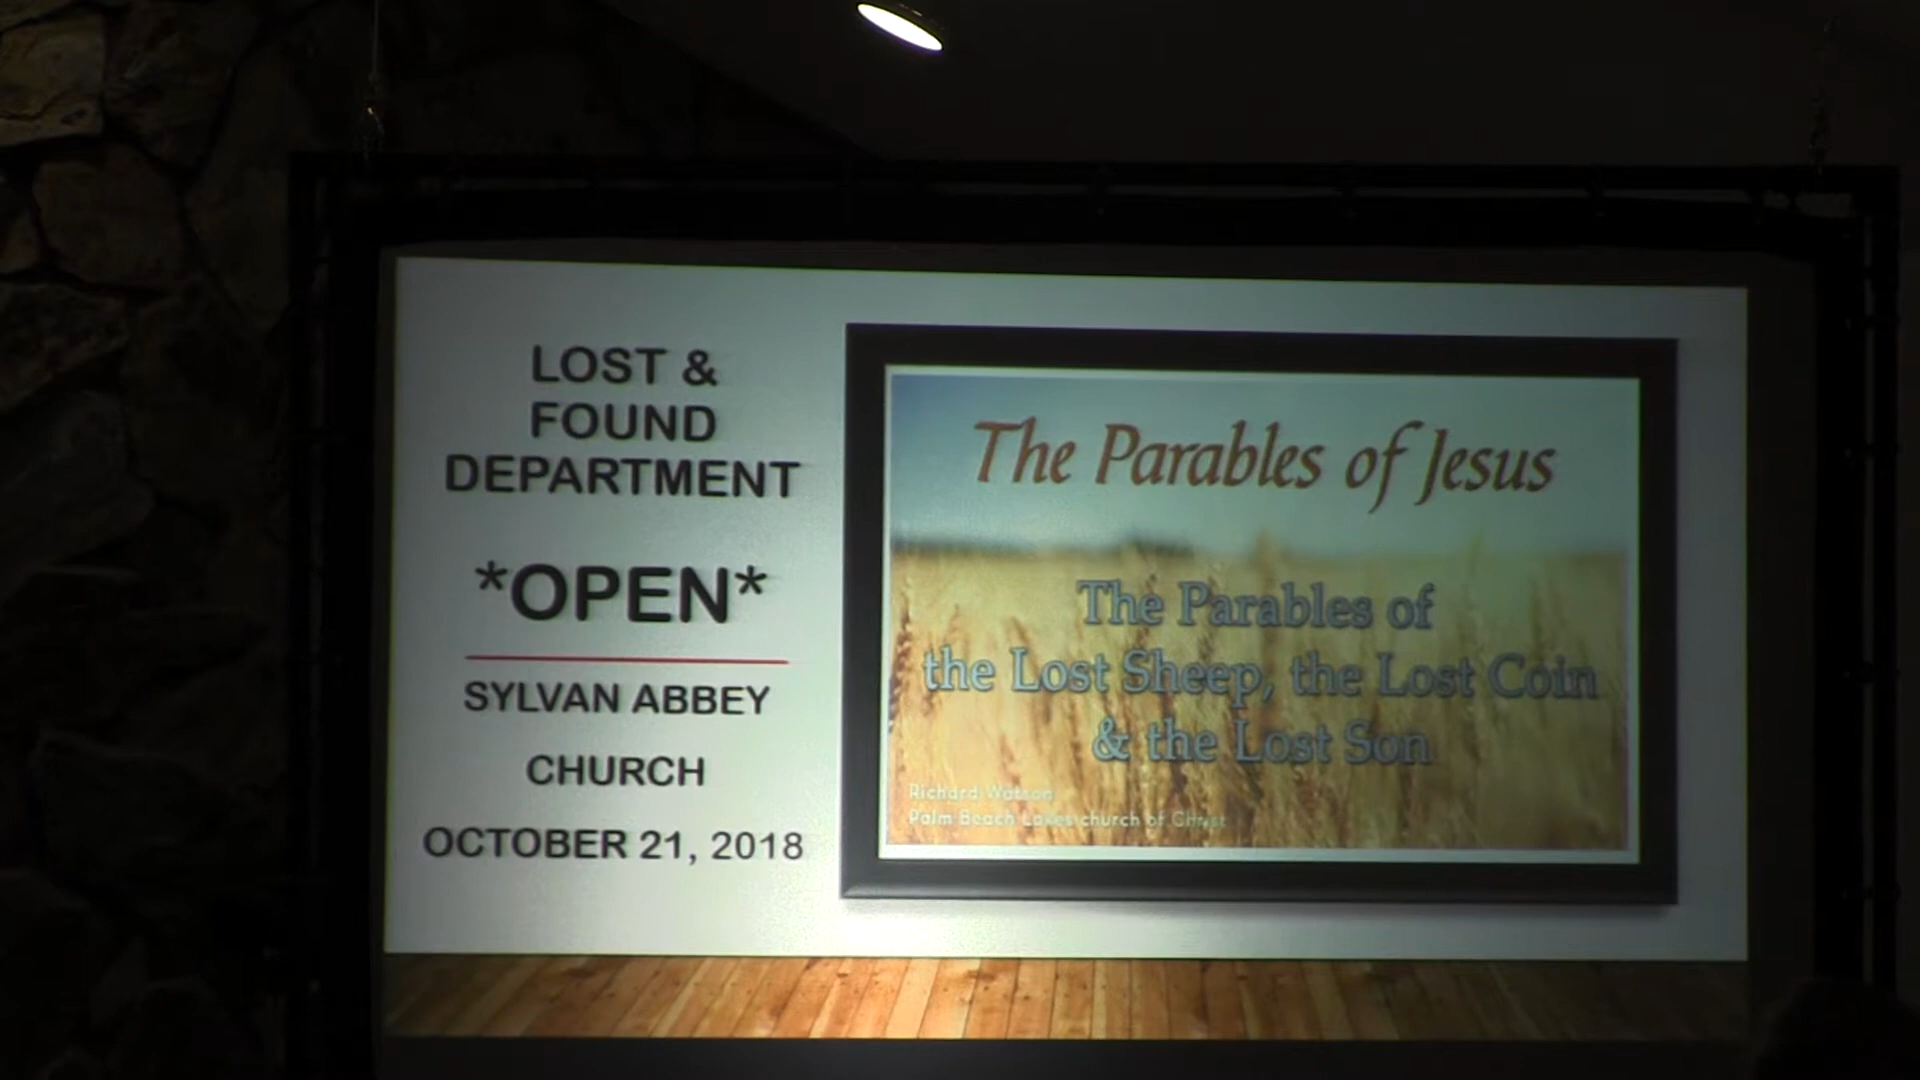 LOST &
FOUND
DEPARTMENT
*OPEN*
SYLVAN ABBEY
CHURCH
OCTOBER 21, 2018
The Parables of Jesus
The Parables of
the Lost Sheep, the Lost Coin
& the Lost Son
Richard Watson
Palm Beach Lakes church of Christ